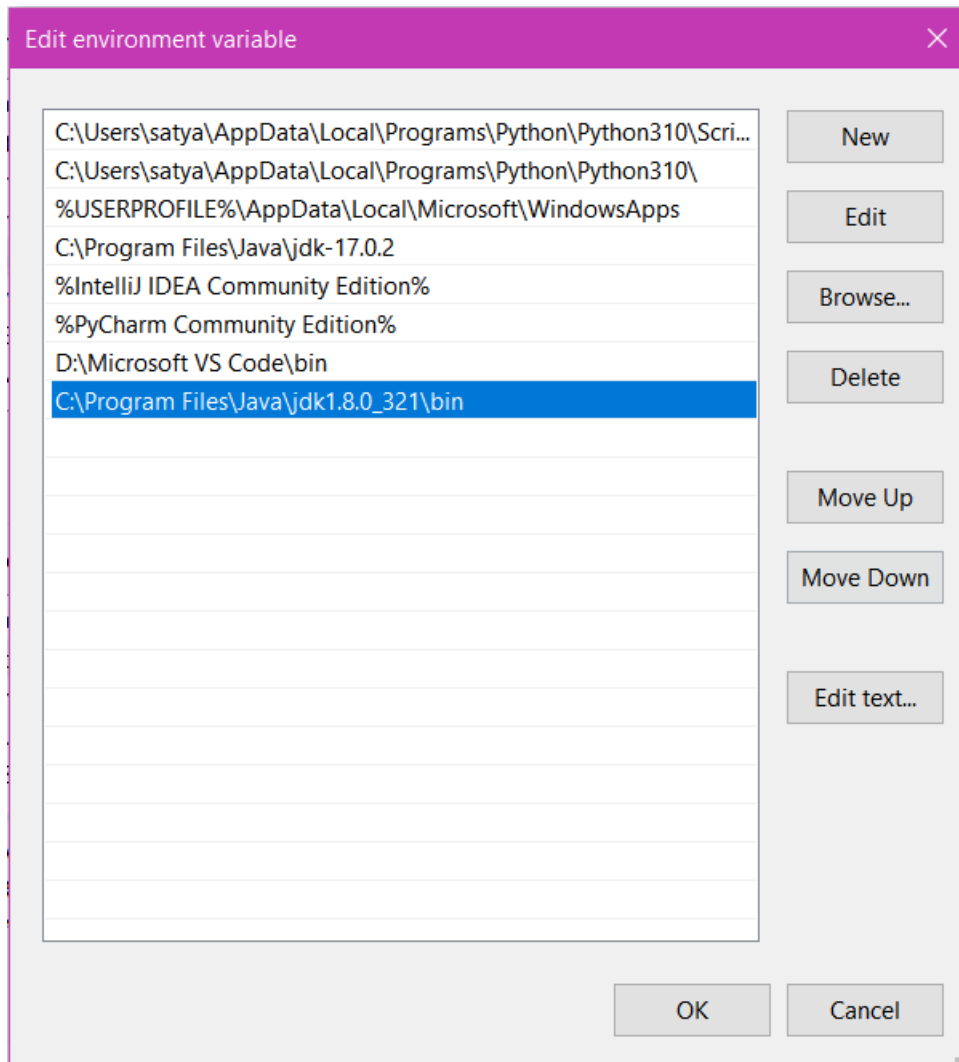 Edit environment variable
C:\Users\satya\AppData\Local\Programs\Python\Python310\Scri...
C:\Users\satya\AppData\Local\Programs\Python\Python310\
%USERPROFILE%\AppData\Local\Microsoft\WindowsApps
C:\Program Files\Java\jdk-17.0.2
%IntelliJ IDEA Community Edition%
%PyCharm Community Edition%
D:\Microsoft VS Code\bin
C:\Program Files\Java\jdk1.8.0_321\bin
New
Edit
Browse...
Delete
Move Up
Move Down
Edit text...
OK
Cancel